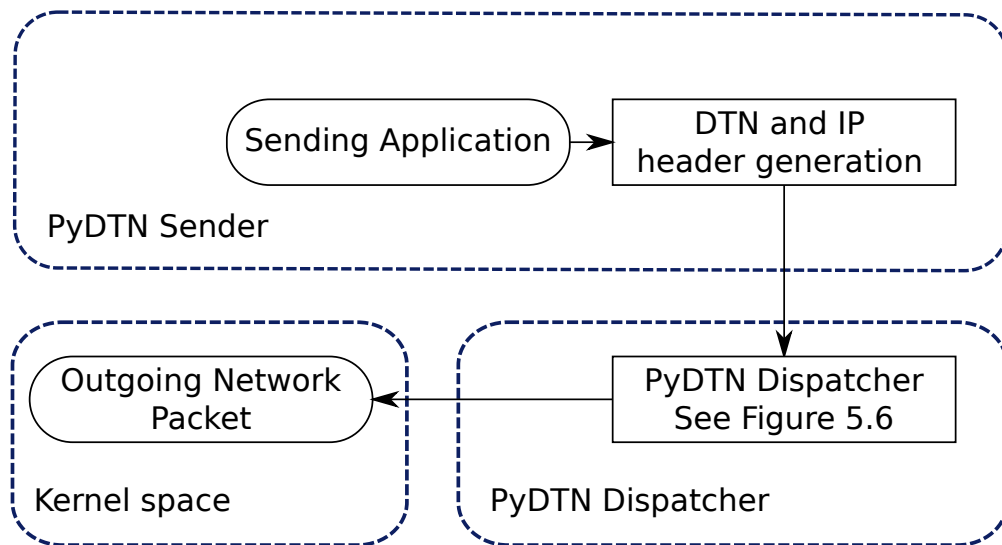 Sending Application
DTN and IP
header generation
PyDTN Sender
Outgoing Network
Packet
Kernel space
PyDTN Dispatcher
See Figure 5.6
PyDTN Dispatcher